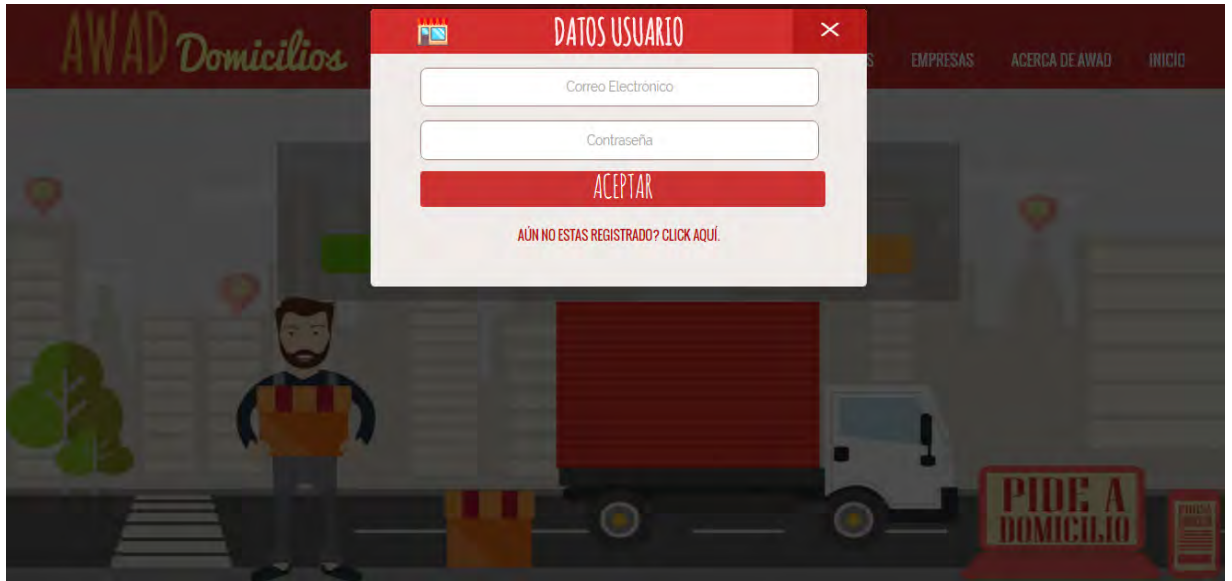 AWAD Domicilios
DATOS USUARIO
S EMPRESAS ACERCA DE AWAD INICIO
Correo Electrónico
Contraseña
ACEPTAR
AÚN NO ESTAS REGISTRADO? CLICK AQUÍ.
PIDE A
DOMICILIO